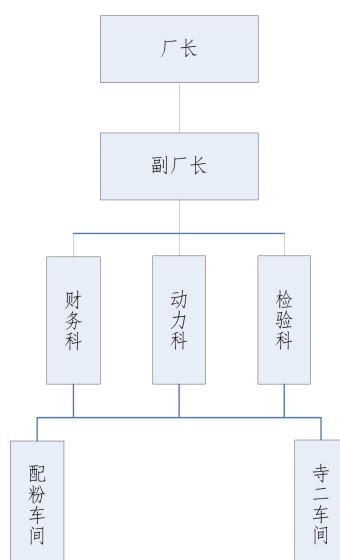 厂长
副厂长
财务科
动力科
检验科
配粉车间
寺二车间